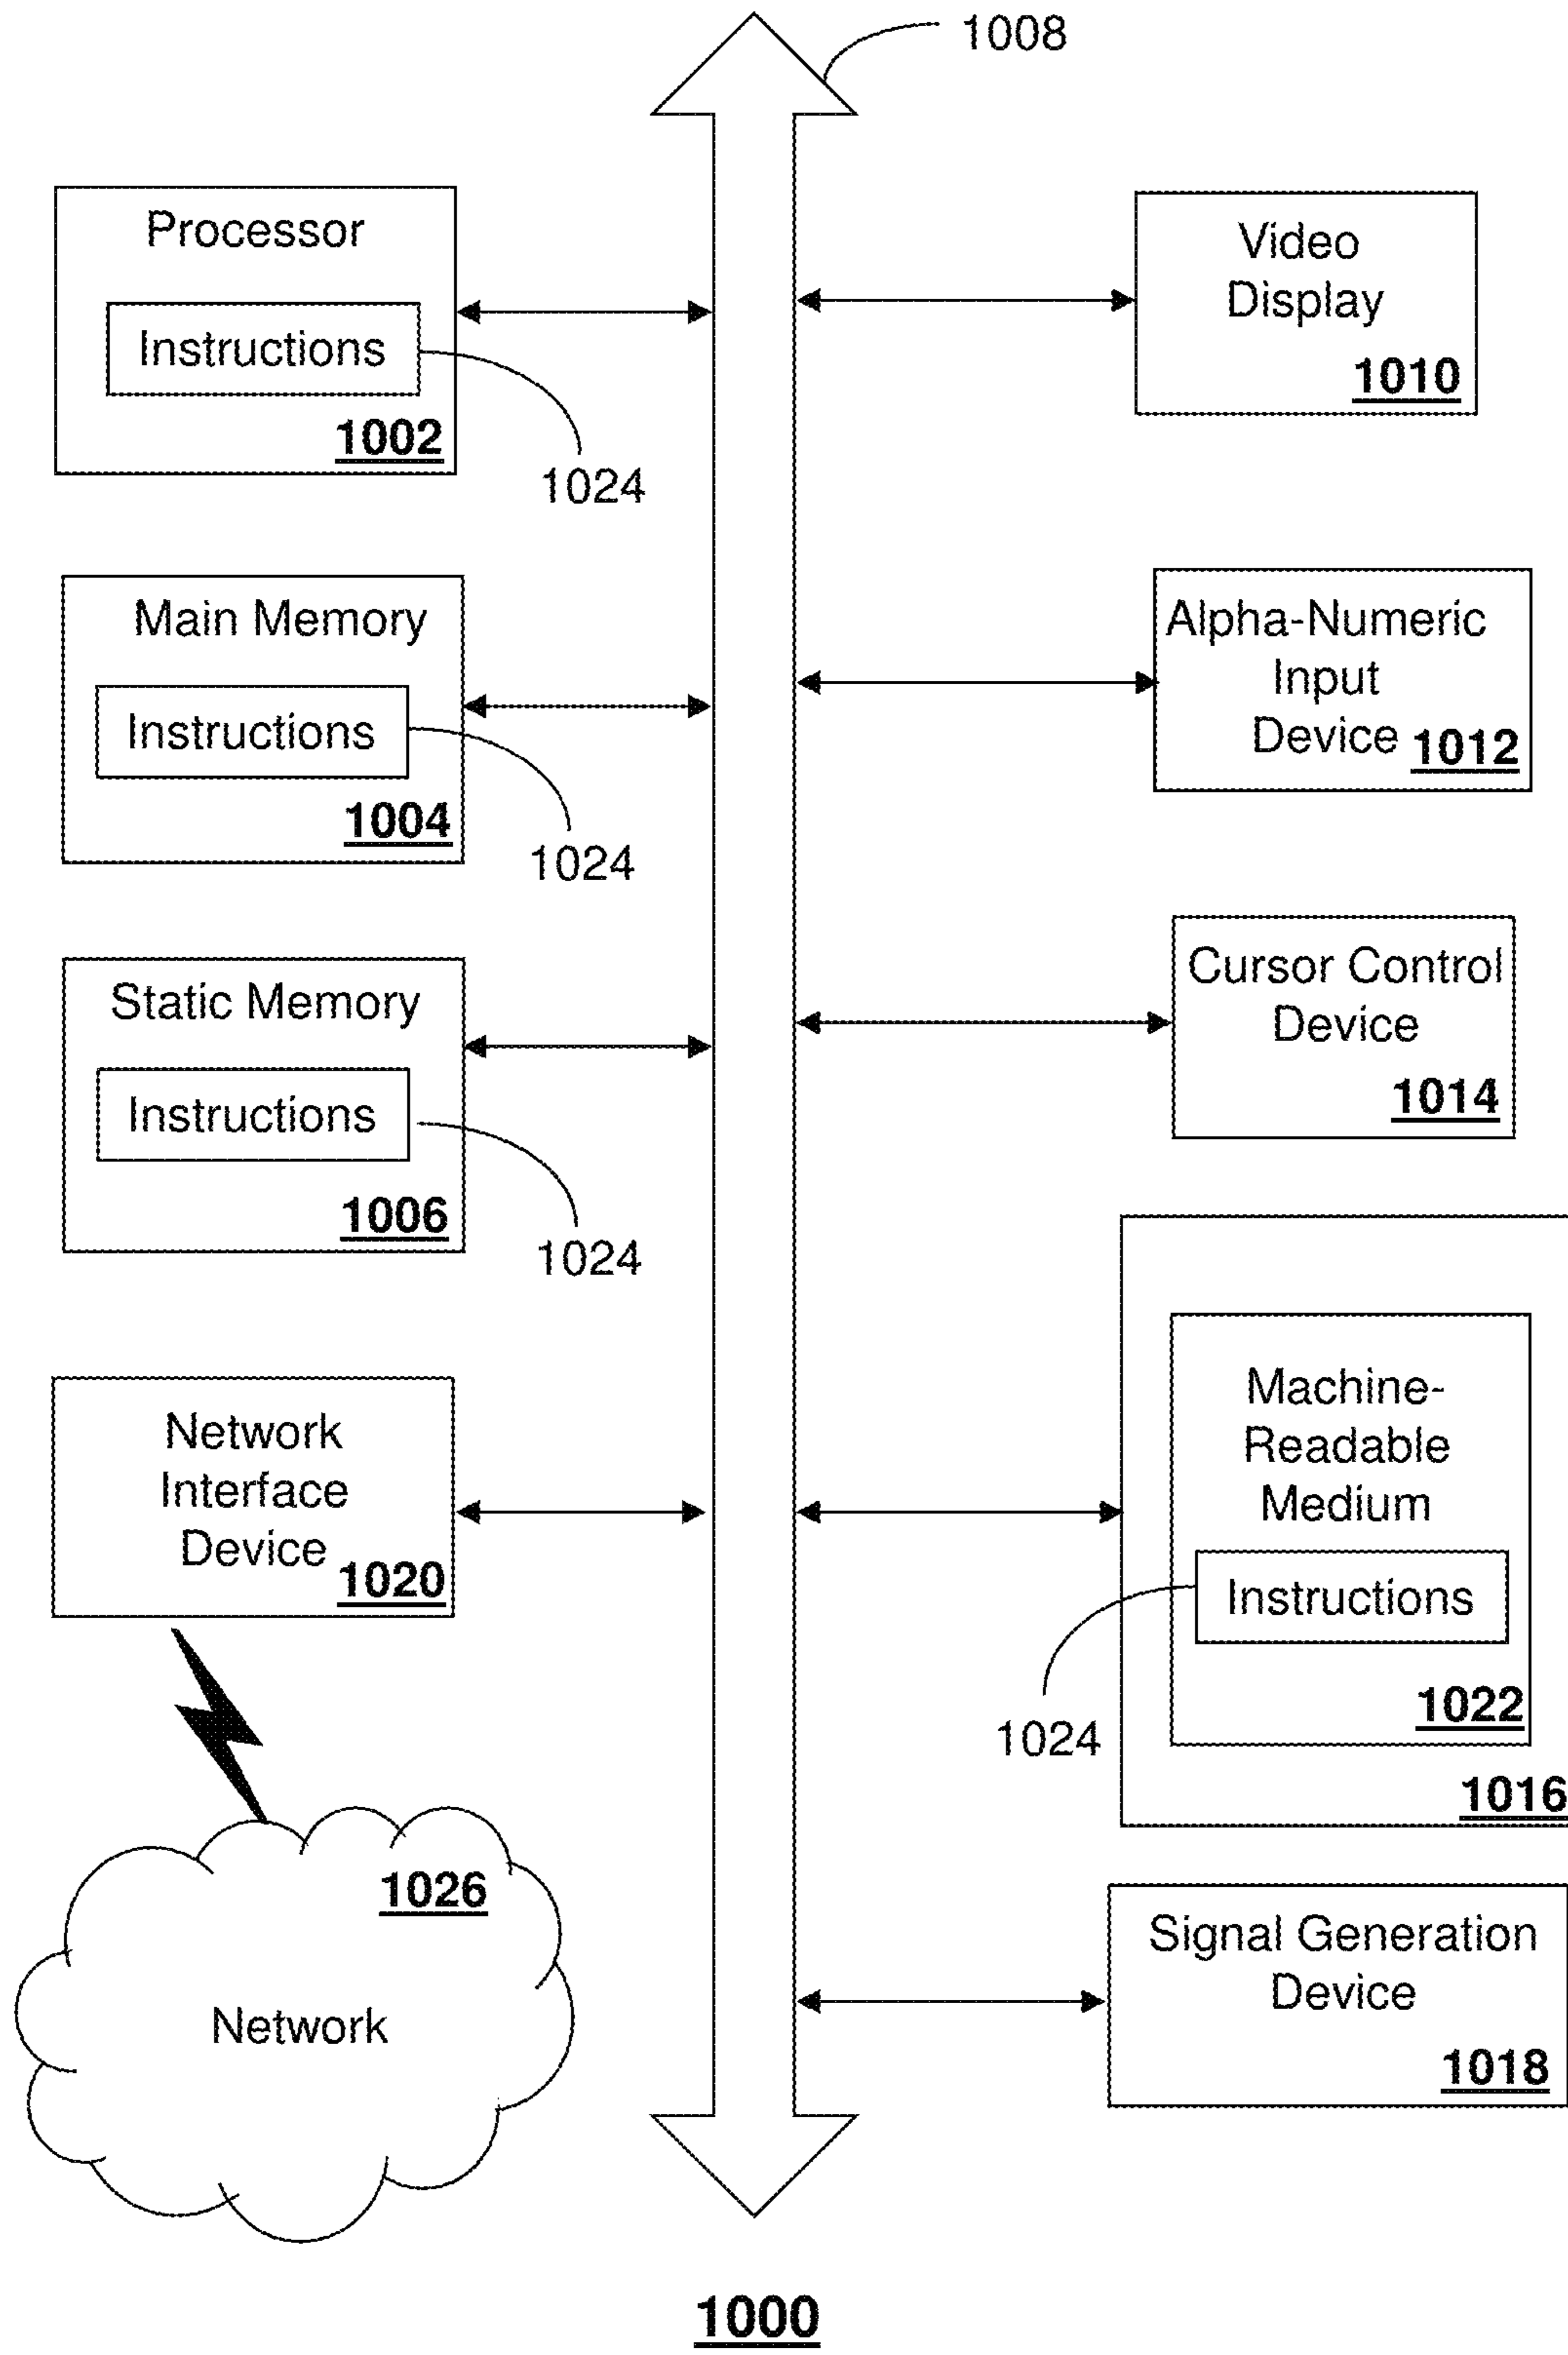 1008
Processor
Instructions
1002
1024
Main Memory
Instructions
1004
1024
Static Memory
Instructions
1006
1024
Network
Interface
Device
1020
1026
Network
Video
Display
1010
Alpha-Numeric
Input
Device 1012
Cursor Control
Device
1014
Machine-
Readable
Medium
Instructions
1024
1022
1016
Signal Generation
Device
1018
1000